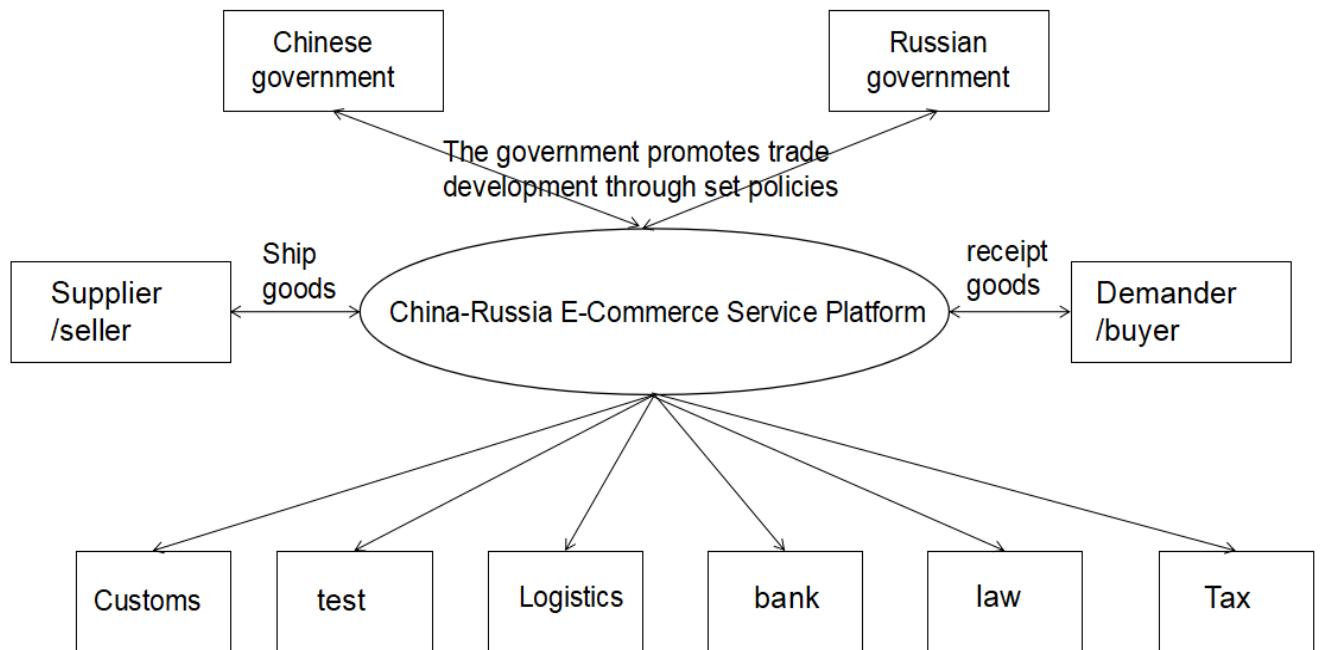 Chinese
government
Russian
government
The government promotes trade
development through set policies
Ship
goods
receipt
goods
Supplier
/seller
China-Russia E-Commerce Service Platform
Demander
/buyer
Customs
test
Logistics
bank
law
Tax